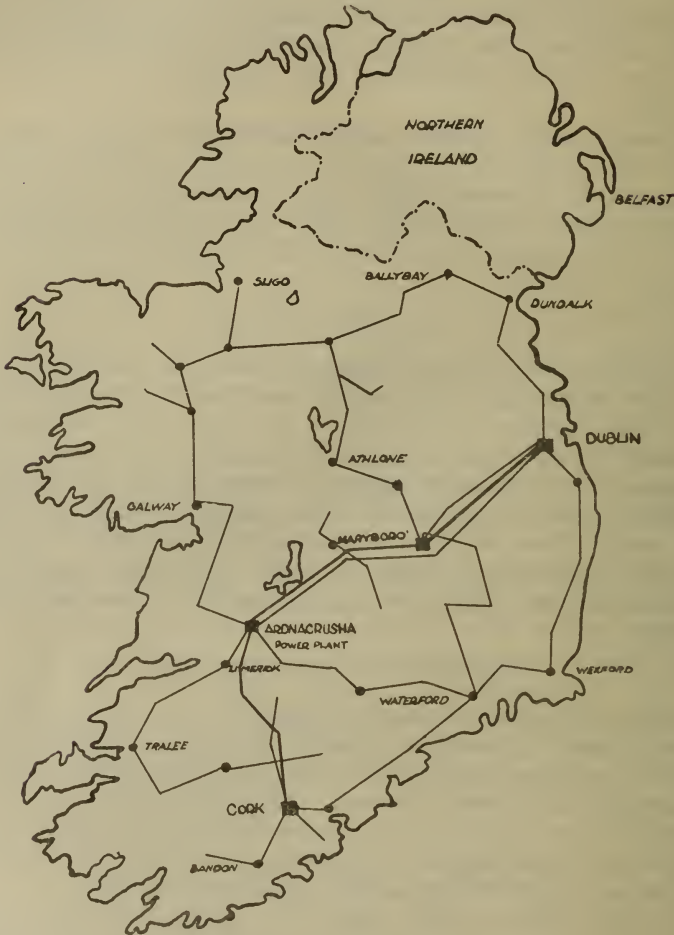 NORTHERN
IRELAND
BELFAST
SLIGO
BALLYBAY
DUNDALK
DUBLIN
ATHLONE
GALWAY
MARYBORO'
ARDNACRUSHA
POWER PLANT
LIMERICK
WEXFORD
WATERFORD
TRALEE
CORK
BANDON